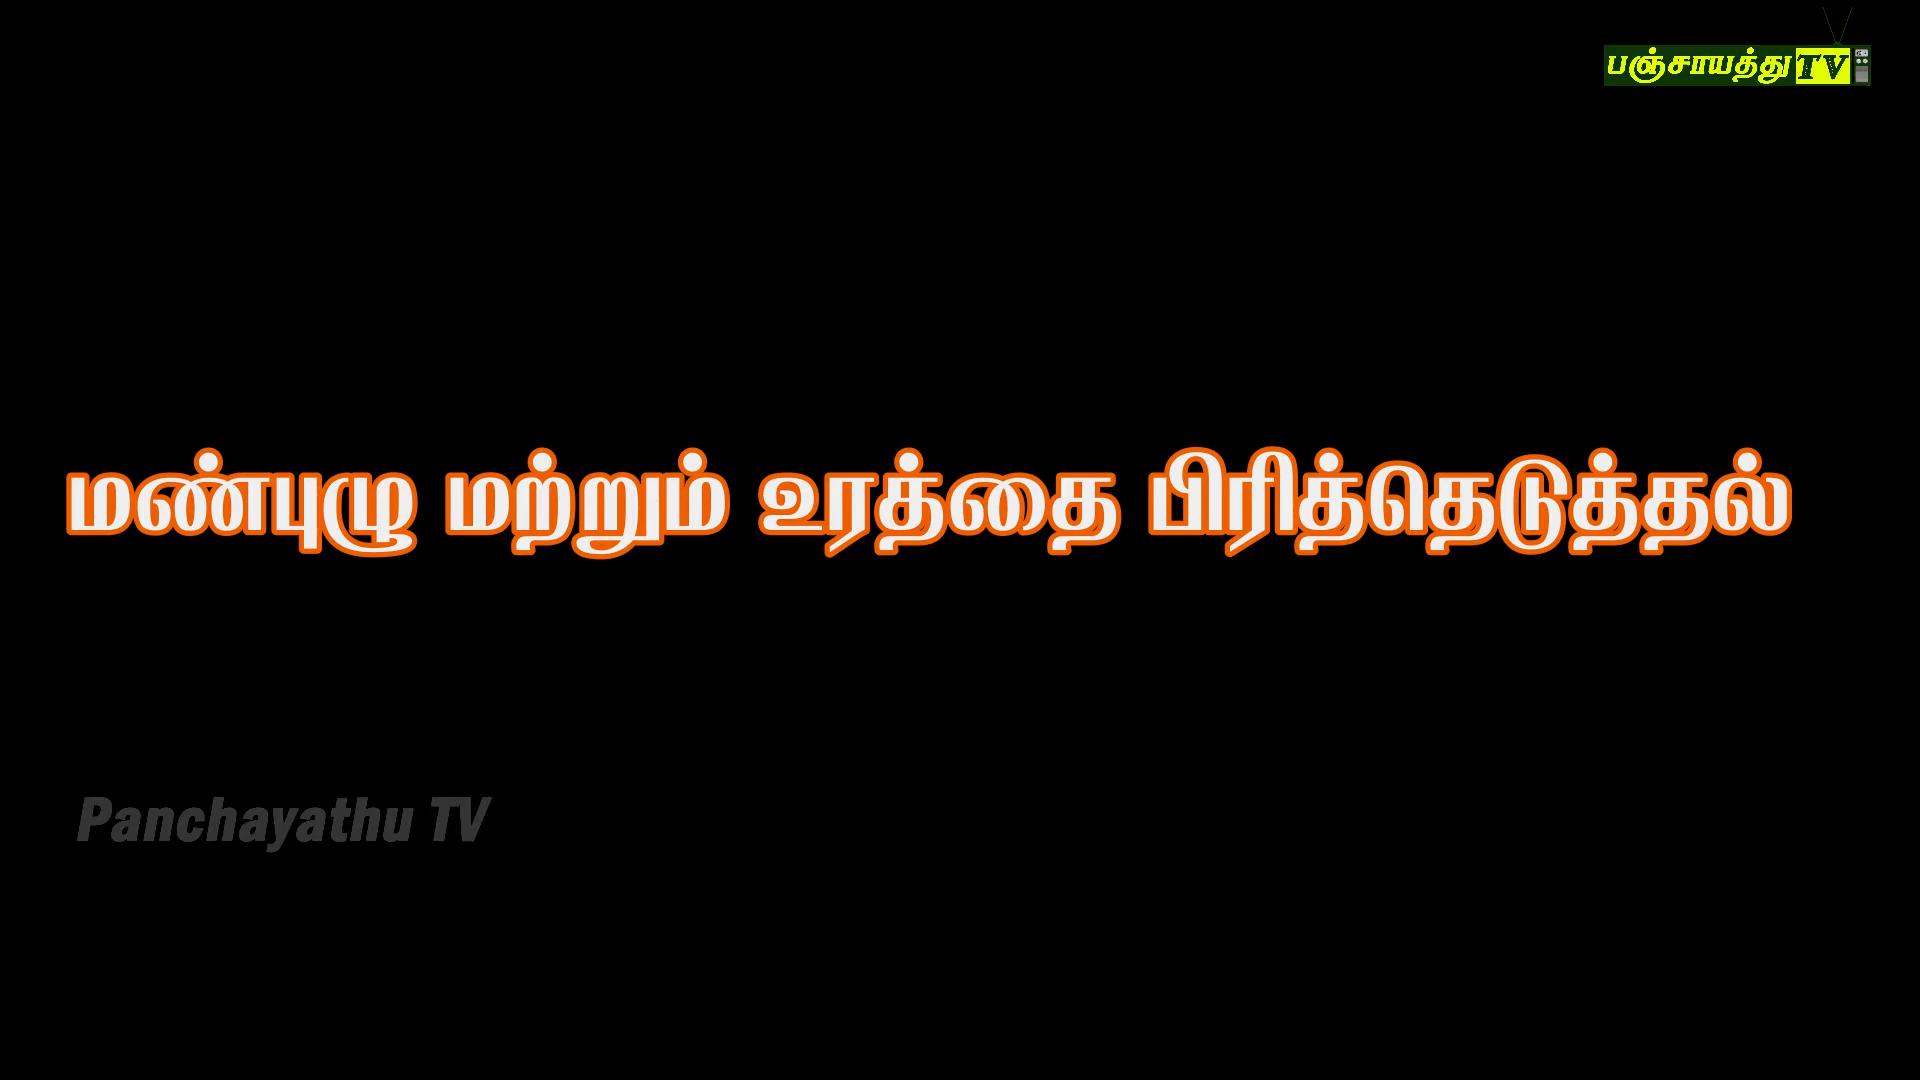 பஞ்சாயத்து TV
மண்புழு மற்றும் உரத்தை பிரித்தெடுத்தல்
Panchayathu TV